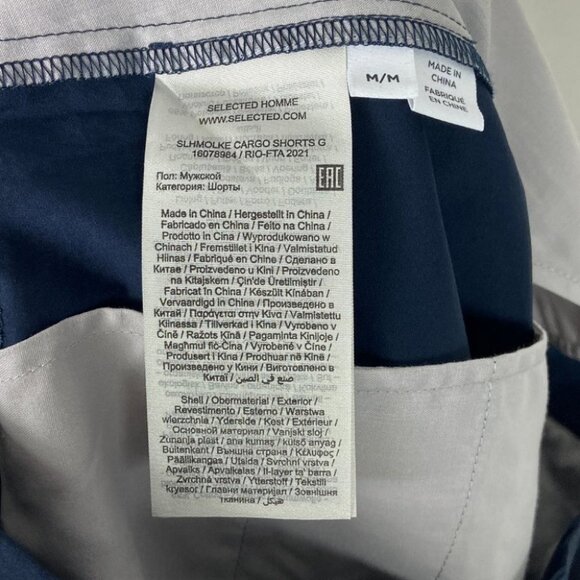 SELECTED HOMME
WWW.SELECTED.COM
SLHMOLKE CARGO SHORTS G
16078984 / RIO-FTA 2021
Пол: Мужской
Категория: Шорты
EAC
Made in China / Hergestellt in China /
Fabricado en China / Feito na China /
Prodotto in Cina / Wyprodukowano w
Chinach / Fremstillet i Kina / Valmistettu
Hiinas / Fabriqué en Chine / Сделано в
Китае / Proizvedeno u Kini / Proizvedeno
na Kitajskem / Çin'de Üretilmiştir /
Fabricat în China / Készült Kínában /
Vervaardigd in China / Произведено в
Китай / Παράγεται στην Κίνα / Valmistettu
Kiinassa / Tillverkad i Kina / Vyrobeno v
Číně / Ražots Ķīnā / Pagaminta Kinijoje /
Magħmul fiċ-Ċina / Vyrobené v Číne /
Produsert i Kina / Prodhuar në Kinë /
Произведено у Кини / Виготовлено в
Китаї / صنع في الصين
Shell / Obermaterial / Exterior /
Revestimento / Esterno / Warstwa
wierzchnia / Yderside / Kest / Extérieur /
Основной материал / Vanjski sloj /
Zunanja plast / ana kumaş / külső anyag /
Buitenkant / Външна страна / Κέλυφος /
Päällikangas / Utsida / Svrchní vrstva /
Apvalks / Apvalkalas / Il-layer ta' barra /
Zvršok / Ytterstoff / Tekstili
kryesor / Главни материјал / Зовнішня
тканина / هيكل
M/M
MADE IN
CHINA
FABRIQUÉ
EN CHINE